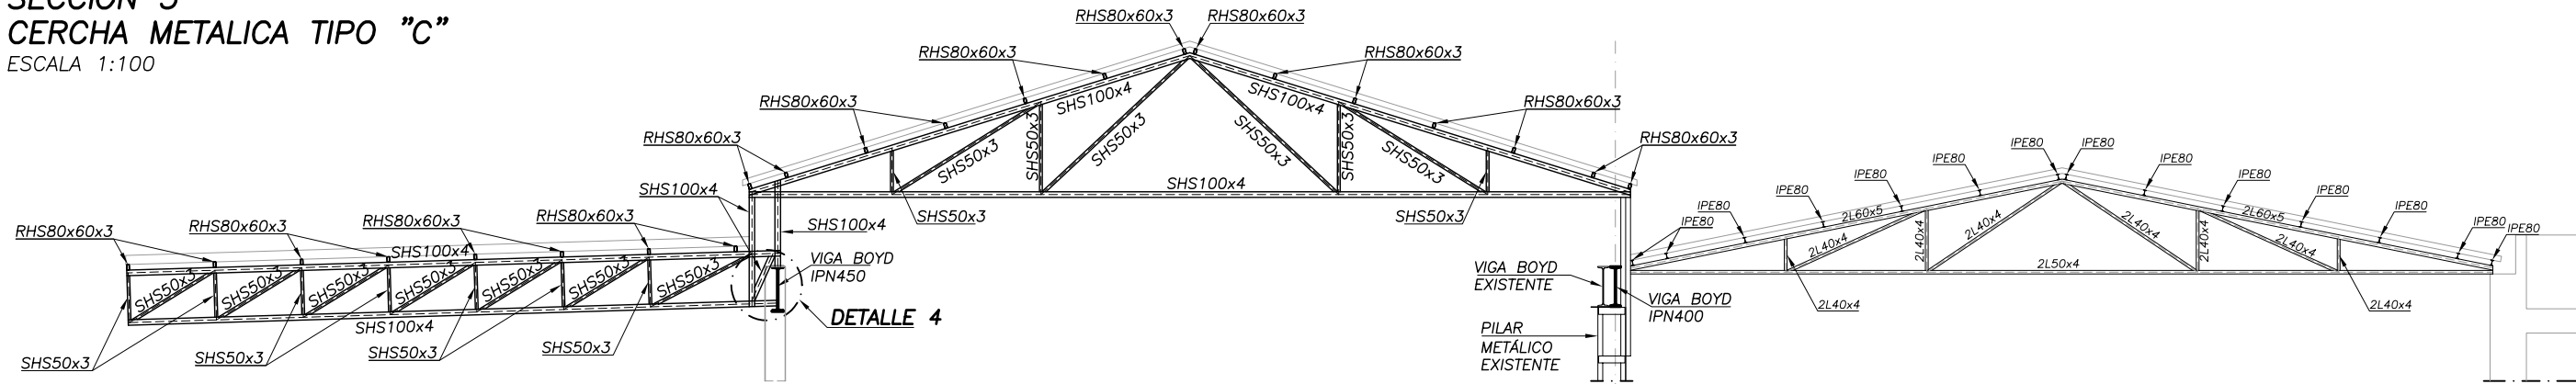 CERCHA METALICA TIPO "C"
ESCALA 1:100
RHS80x60x3
RHS80x60x3
RHS80x60x3
RHS80x60x3
RHS80x60x3
RHS80x60x3
RHS80x60x3
RHS80x60x3
SHS100x4
SHS100x4
SHS50x3
SHS50x3
SHS50x3
SHS50x3
SHS50x3
SHS50x3
SHS100x4
SHS50x3
SHS50x3
SHS100x4
SHS100x4
RHS80x60x3
RHS80x60x3
RHS80x60x3
RHS80x60x3
SHS100x4
SHS50x3
SHS50x3
SHS50x3
SHS50x3
SHS50x3
SHS50x3
SHS50x3
SHS100x4
SHS50x3
SHS50x3
SHS50x3
SHS50x3
VIGA BOYD
IPN450
DETALLE 4
VIGA BOYD
EXISTENTE
VIGA BOYD
IPN400
PILAR
METÁLICO
EXISTENTE
IPE80
IPE80
IPE80
IPE80
IPE80
IPE80
IPE80
IPE80
IPE80
IPE80
IPE80
IPE80
IPE80
IPE80
2L60x5
2L60x5
2L40x4
2L40x4
2L40x4
2L40x4
2L40x4
2L40x4
2L50x4
2L40x4
2L40x4